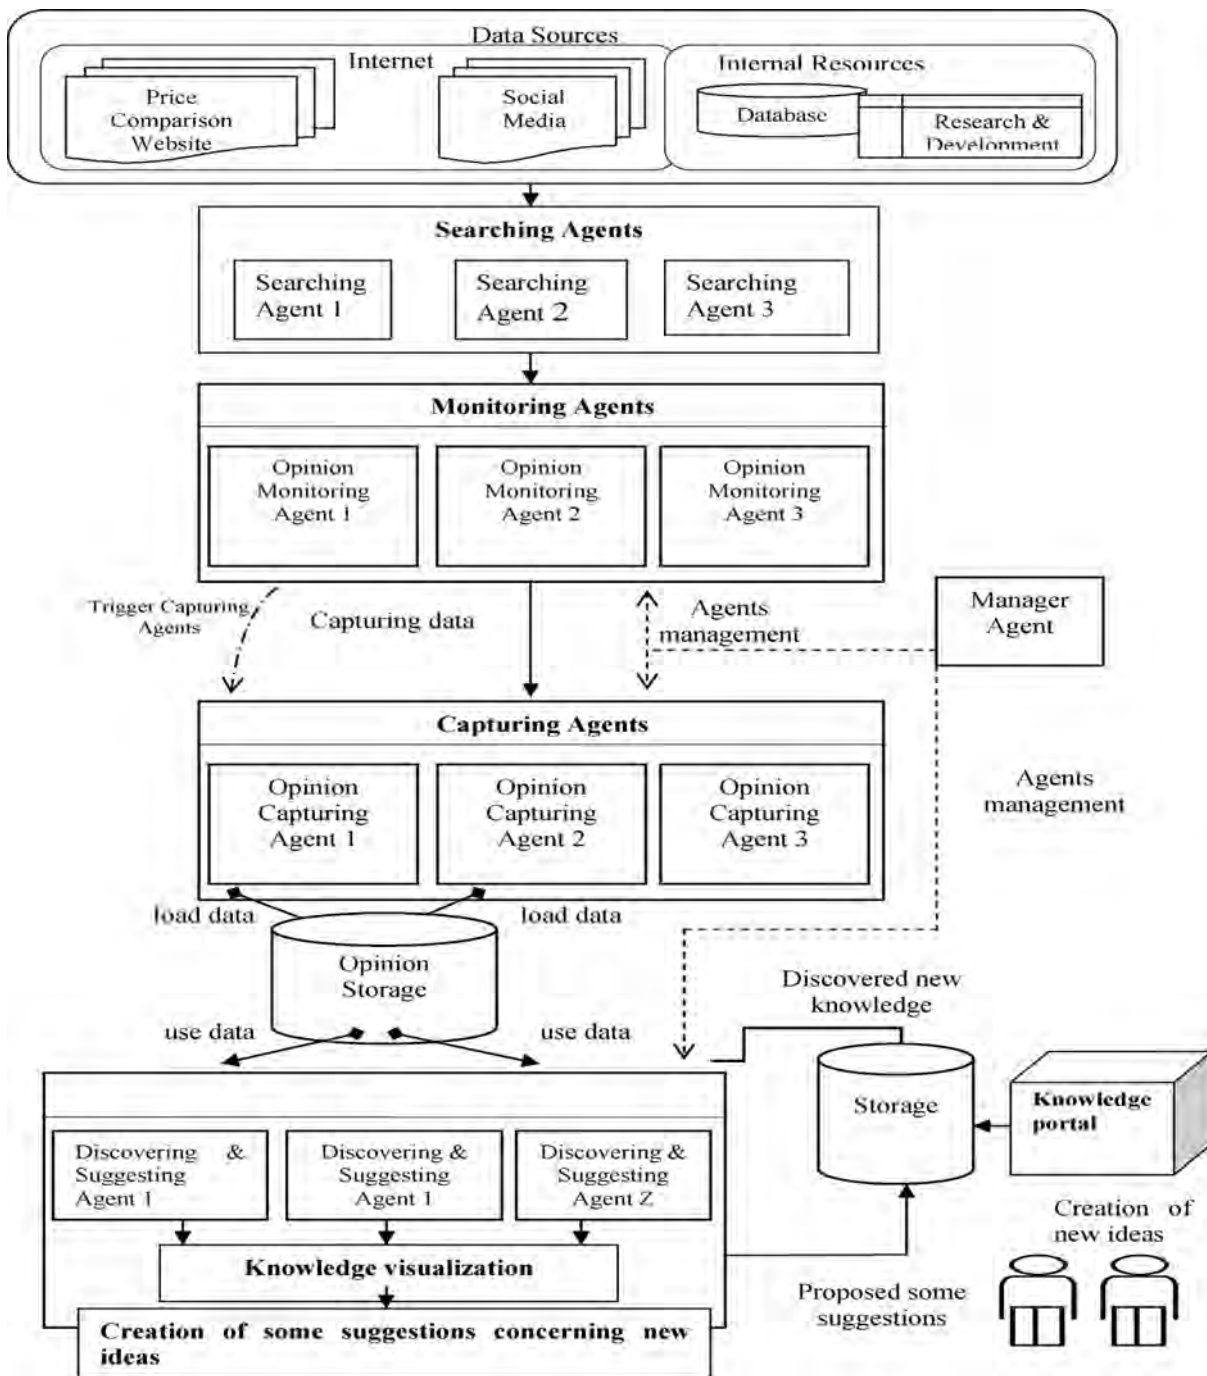 Data Sources
Internet
Internal Resources
Price
Comparison
Website
Social
Media
Database
Research &
Development
Searching Agents
Searching
Agent 1
Searching
Agent 2
Searching
Agent 3
Monitoring Agents
Opinion
Monitoring
Agent 1
Opinion
Monitoring
Agent 2
Opinion
Monitoring
Agent 3
Trigger Capturing
Agents
Capturing data
Agents
management
Manager
Agent
Capturing Agents
Opinion
Capturing
Agent 1
Opinion
Capturing
Agent 2
Opinion
Capturing
Agent 3
Agents
management
load data
load data
Opinion
Storage
use data
use data
Discovered new
knowledge
Storage
Knowledge
portal
Discovering &
Suggesting
Agent 1
Discovering &
Suggesting
Agent 1
Discovering &
Suggesting
Agent Z
Knowledge visualization
Creation of some suggestions concerning new
ideas
Proposed some
suggestions
Creation of
new ideas